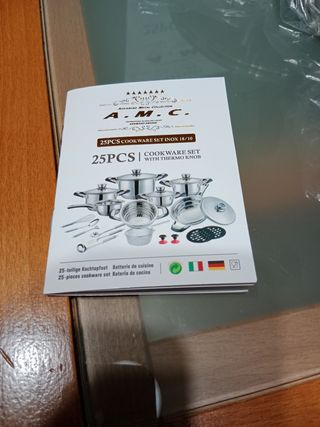 A.M.C.
25PCS COOKWARE SET INOX 18/10
25PCS COOKWARE SET
WITH THERMO KNOB
25-teilige Kochtopfset Batterie de cuisine
25-pieces cookware set Bateria de cocina